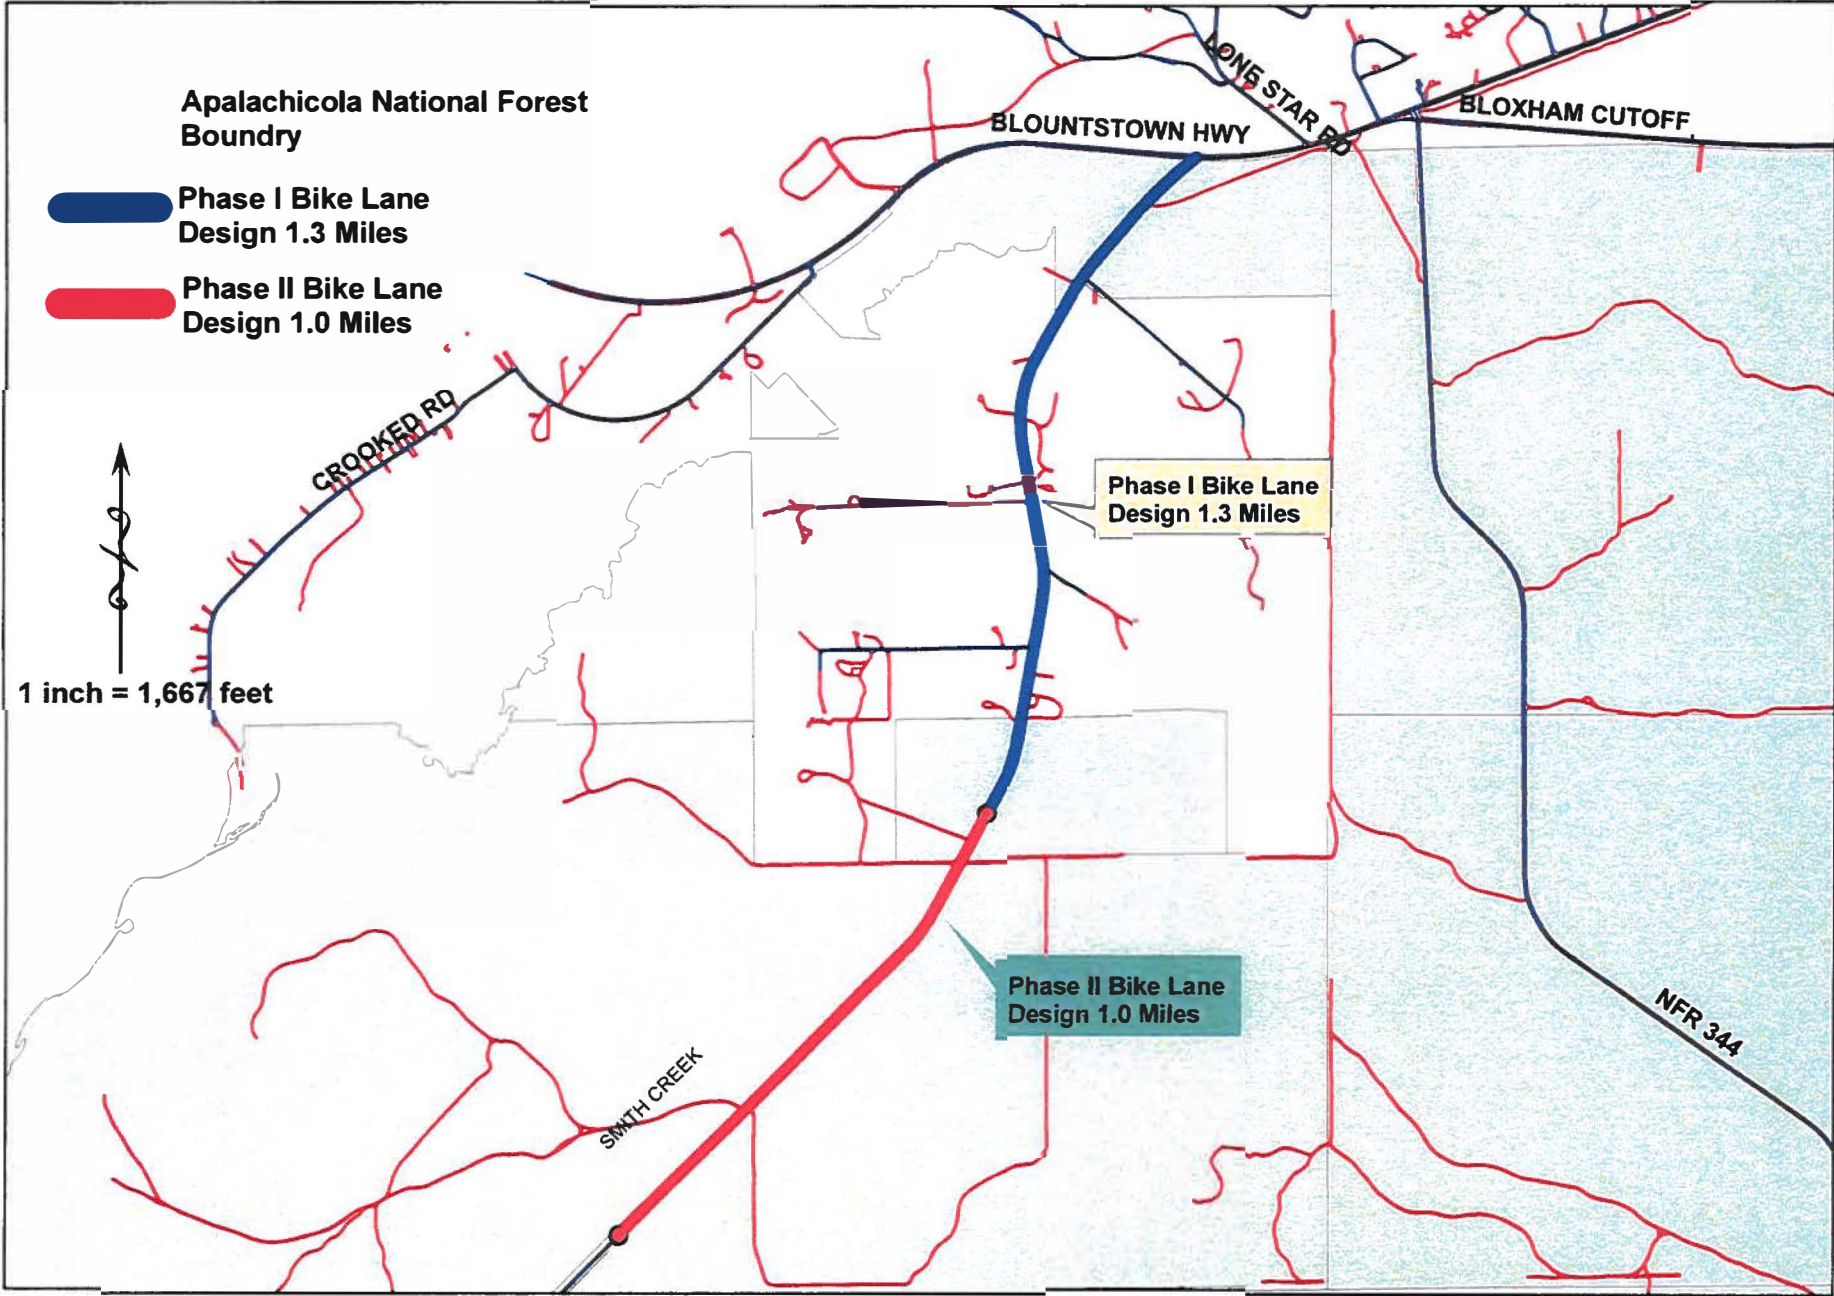 LONE STAR RD
BLOXHAM CUTOFF
BLOUNTSTOWN HWY
Apalachicola National Forest
Boundry
Phase I Bike Lane
Design 1.3 Miles
Phase II Bike Lane
Design 1.0 Miles
CROOKED RD
Phase I Bike Lane
Design 1.3 Miles
1 inch = 1,667 feet
Phase II Bike Lane
Design 1.0 Miles
NFR 344
SMITH CREEK